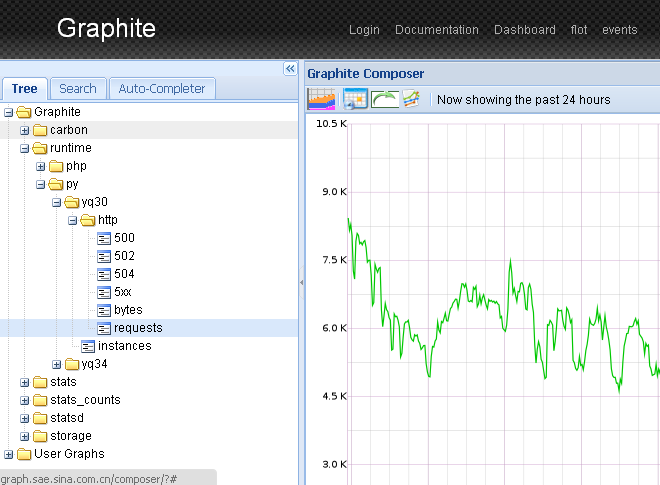 Graphite
Login Documentation Dashboard flot events
Tree Search Auto-Completer
Graphite
carbon
runtime
php
py
yq30
http
500
502
504
5xx
bytes
requests
instances
yq34
stats
stats_counts
statsd
storage
User Graphs
graph.sae.sina.com.cn/composer/?#
Graphite Composer
Now showing the past 24 hours
10.5 K
9.0 K
7.5 K
6.0 K
4.5 K
3.0 K